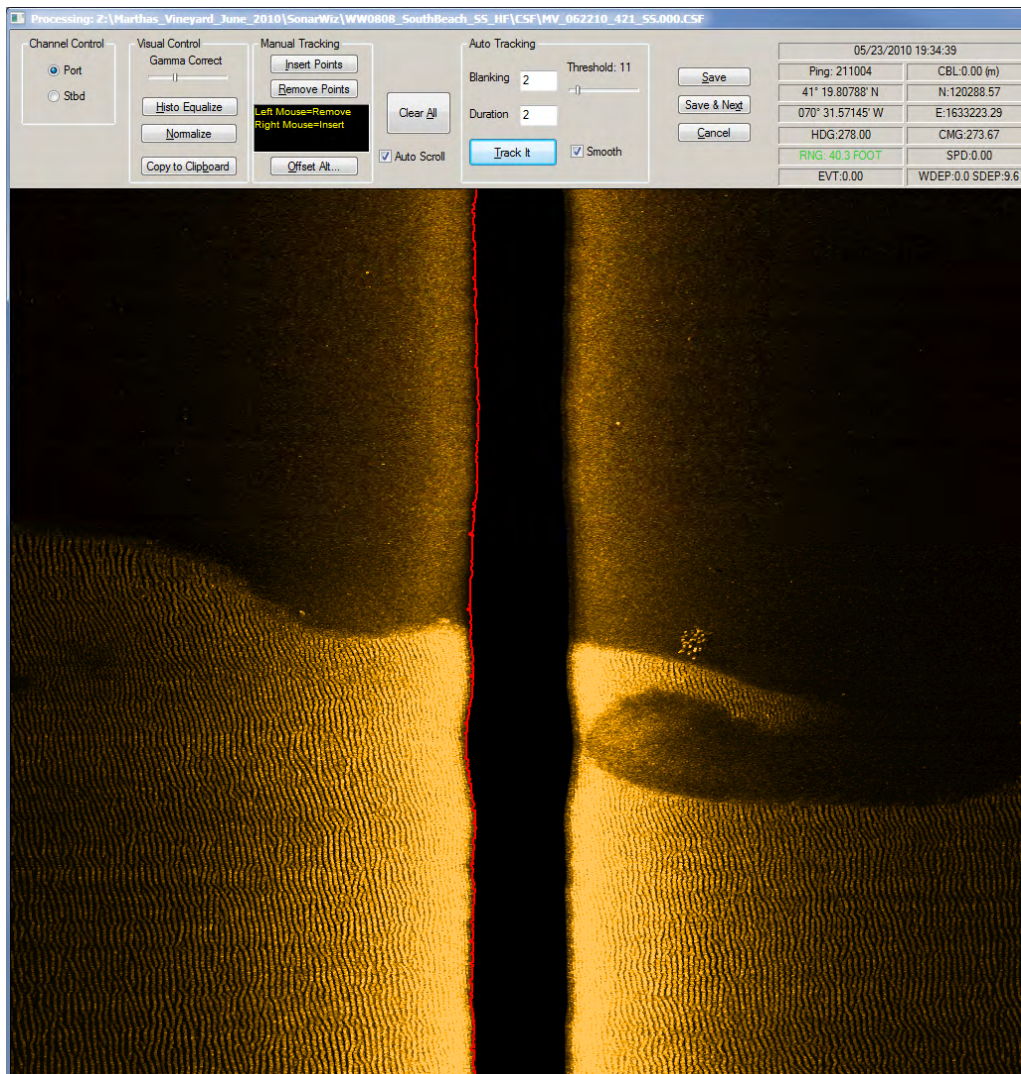 Processing: Z:\Marthas_Vineyard_June_2010\SonarWiz\WW0808_SouthBeach_SS_HF\CSF\MV_062210_421_SS.000.CSF
Channel Control
Port
Stbd
Visual Control
Gamma Correct
Histo Equalize
Normalize
Copy to Clipboard
Manual Tracking
Insert Points
Remove Points
Left Mouse=Remove
Right Mouse=Insert
Offset Alt...
Clear All
Auto Scroll
Auto Tracking
Blanking 2
Threshold: 11
Duration 2
Track It
Smooth
Save
Save & Next
Cancel
05/23/2010 19:34:39
Ping: 211004 CBL:0.00 (m)
41° 19.80788' N N:120288.57
070° 31.57145' W E:1633223.29
HDG:278.00 CMG:273.67
RNG: 40.3 FOOT SPD:0.00
EVT:0.00 WDEP:0.0 SDEP:9.6